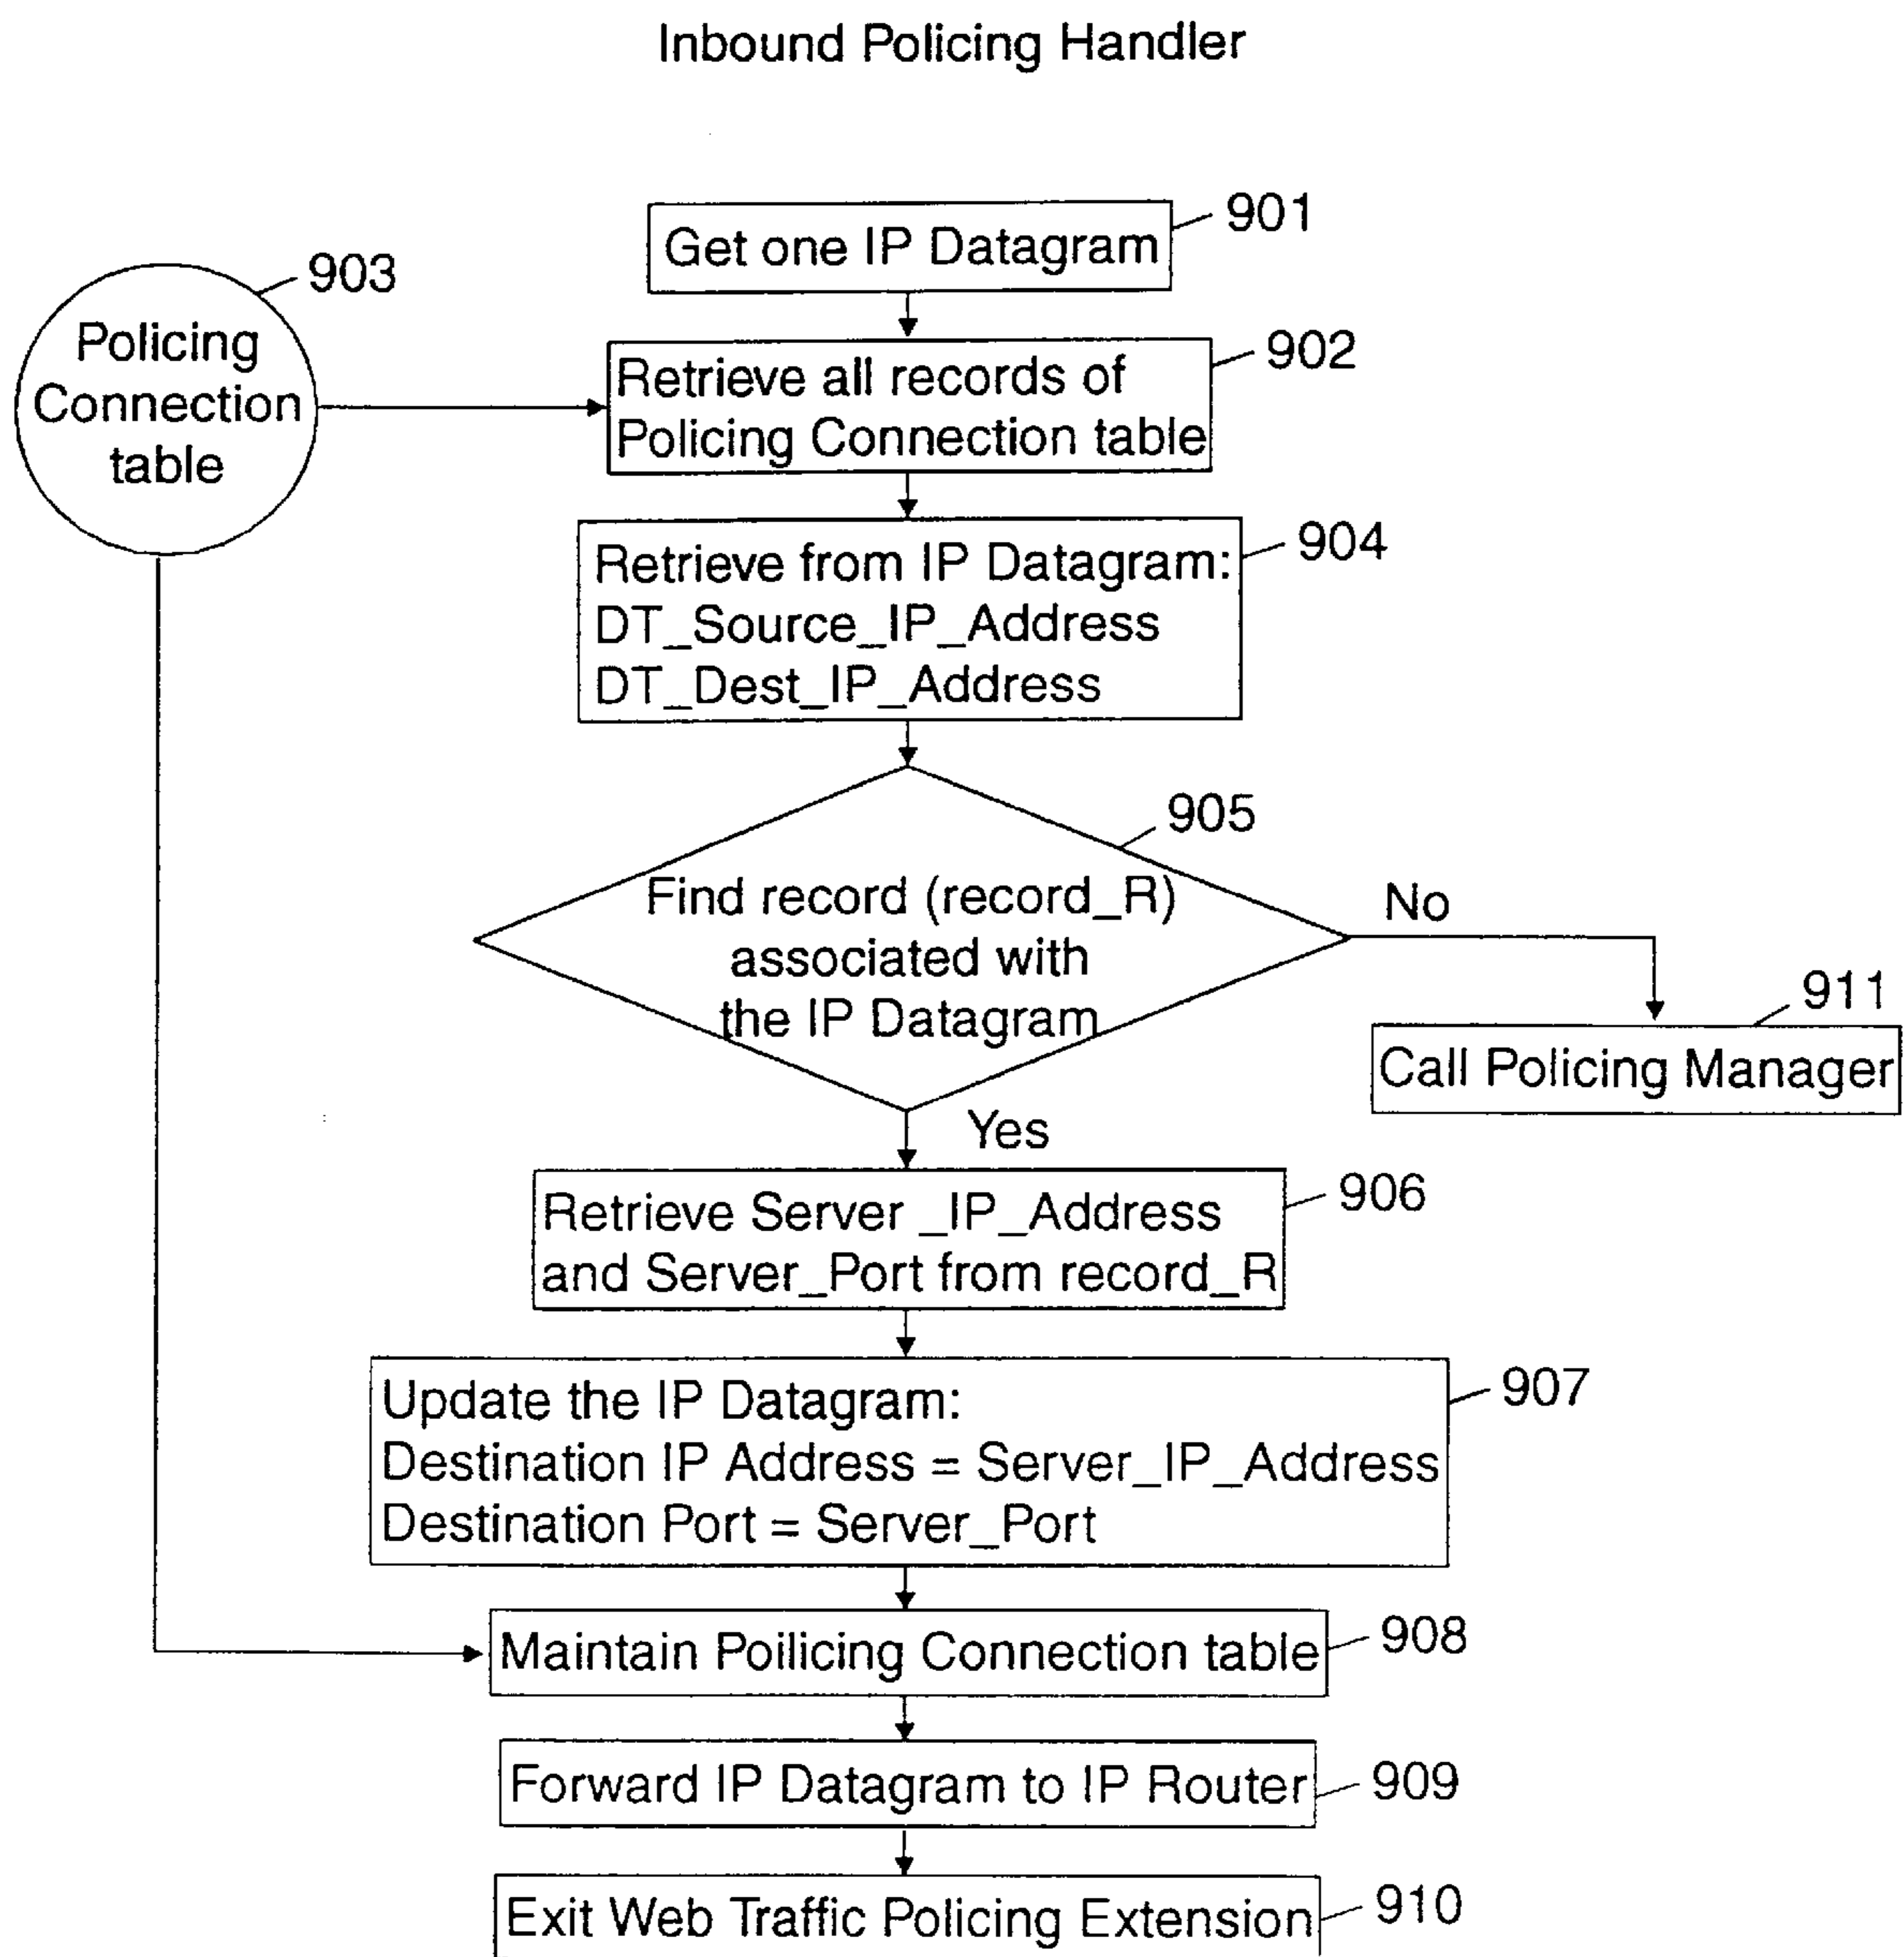 Inbound Policing Handler
Get one IP Datagram
901
903
Policing
Connection
table
Retrieve all records of
Policing Connection table
902
Retrieve from IP Datagram:
DT_Source_IP_Address
DT_Dest_IP_Address
904
905
Find record (record_R)
associated with
the IP Datagram
No
911
Call Policing Manager
Yes
Retrieve Server _IP_Address
and Server_Port from record_R
906
Update the IP Datagram:
Destination IP Address = Server_IP_Address
Destination Port = Server_Port
907
Maintain Poilicing Connection table
908
Forward IP Datagram to IP Router
909
Exit Web Traffic Policing Extension
910